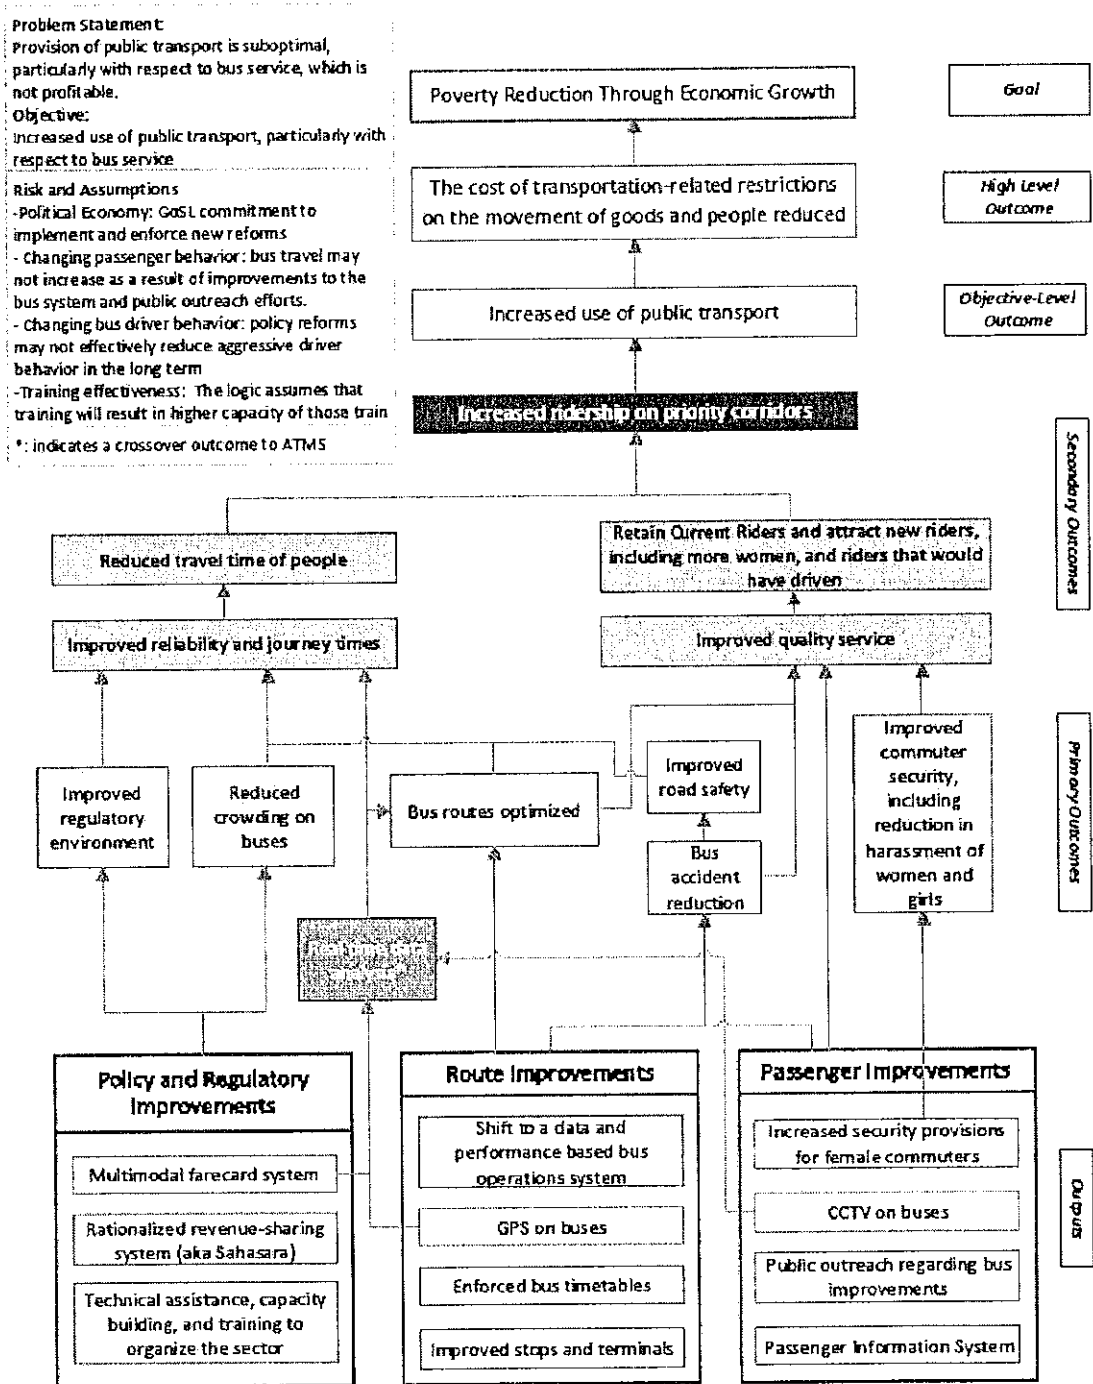 Problem Statement:
Provision of public transport is suboptimal,
particularly with respect to bus service, which is
not profitable.
Objective:
Increased use of public transport, particularly with
respect to bus service
Risk and Assumptions
-Political Economy: GoSL commitment to
implement and enforce new reforms
- Changing passenger behavior: bus travel may
not increase as a result of improvements to the
bus system and public outreach efforts.
- Changing bus driver behavior: policy reforms
may not effectively reduce aggressive driver
behavior in the long term
-Training effectiveness: The logic assumes that
training will result in higher capacity of those train
*: indicates a crossover outcome to ATMS
Poverty Reduction Through Economic Growth
Goal
The cost of transportation-related restrictions
on the movement of goods and people reduced
High Level
Outcome
Increased use of public transport
Objective-Level
Outcome
Increased ridership on priority corridors
Secondary Outcomes
Reduced travel time of people
Retain Current Riders and attract new riders,
including more women, and riders that would
have driven
Improved reliability and journey times
Improved quality service
Improved
regulatory
environment
Reduced
crowding on
buses
Bus routes optimized
Improved
road safety
Bus
accident
reduction
Improved
commuter
security,
including
reduction in
harassment of
women and
girls
Primary Outcomes
Policy and Regulatory
Improvements
Multimodal farecard system
Rationalized revenue-sharing
system (aka Sahasara)
Technical assistance, capacity
building, and training to
organize the sector
Route Improvements
Shift to a data and
performance based bus
operations system
GPS on buses
Enforced bus timetables
Improved stops and terminals
Passenger Improvements
Increased security provisions
for female commuters
CCTV on buses
Public outreach regarding bus
improvements
Passenger Information System
Outputs